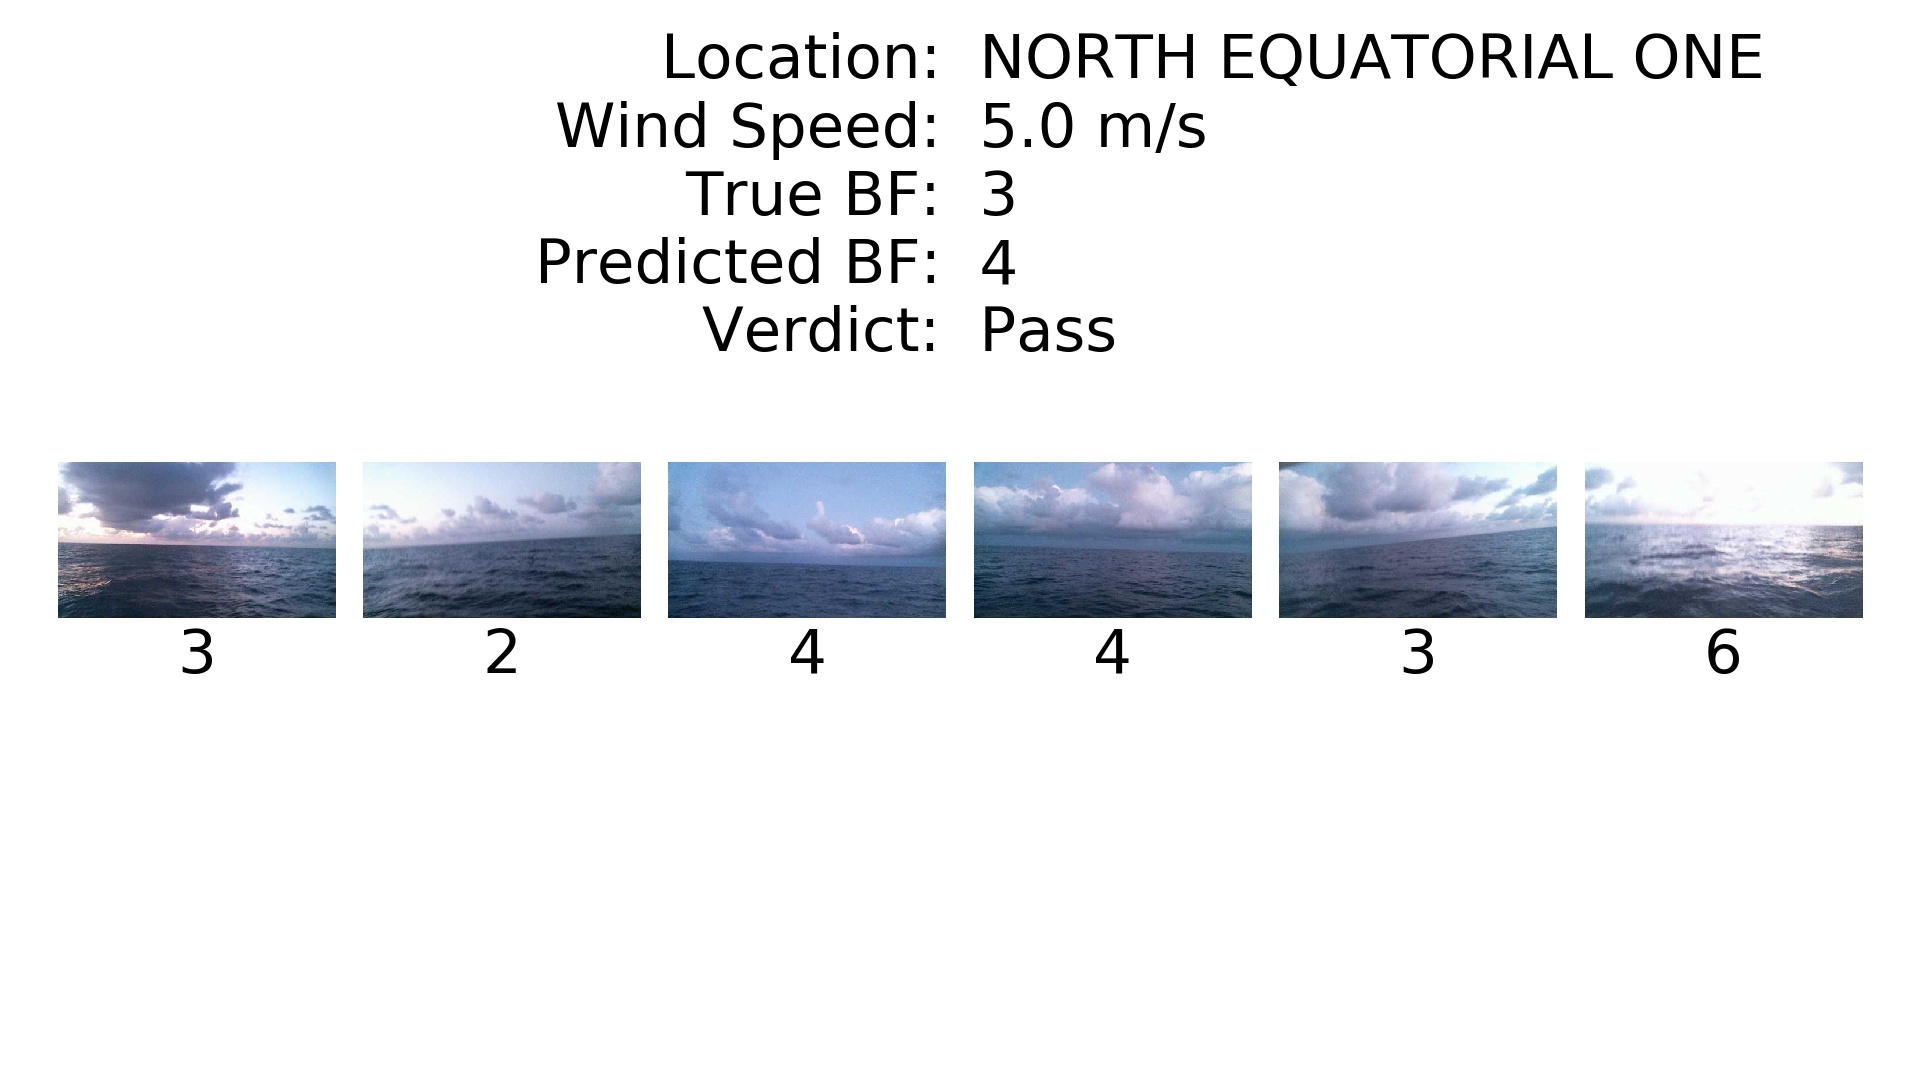 Location: NORTH EQUATORIAL ONE
Wind Speed: 5.0 m/s
True BF: 3
Predicted BF: 4
Verdict: Pass
3 2 4 4 3 6